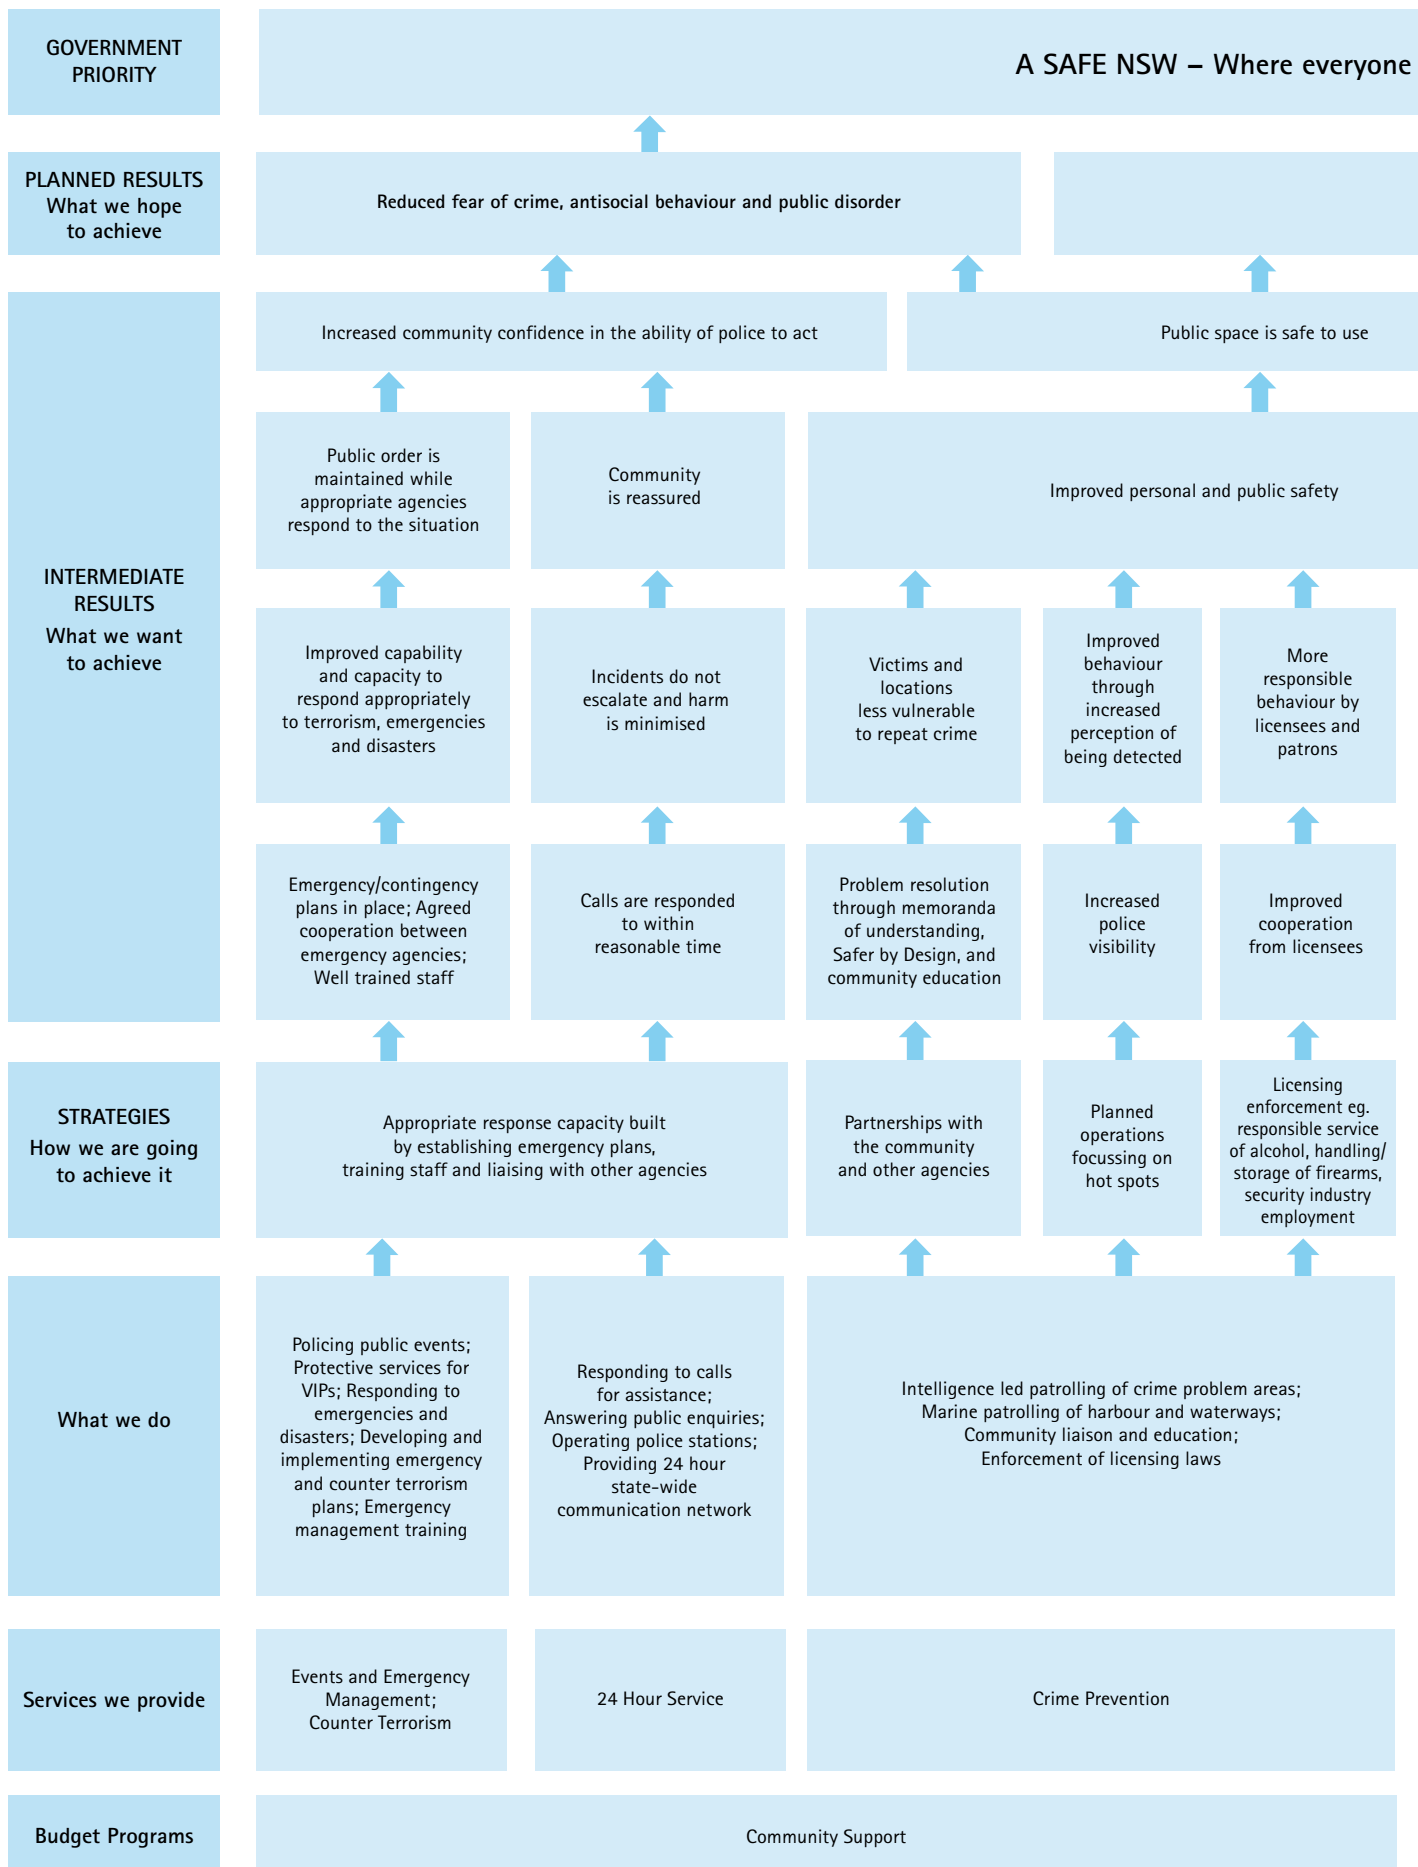 GOVERNMENT
PRIORITY
A SAFE NSW – Where everyone
PLANNED RESULTS
What we hope
to achieve
Reduced fear of crime, antisocial behaviour and public disorder
INTERMEDIATE
RESULTS
What we want
to achieve
Increased community confidence in the ability of police to act
Public space is safe to use
Public order is
maintained while
appropriate agencies
respond to the situation
Community
is reassured
Improved personal and public safety
Improved capability
and capacity to
respond appropriately
to terrorism, emergencies
and disasters
Incidents do not
escalate and harm
is minimised
Victims and
locations
less vulnerable
to repeat crime
Improved
behaviour
through
increased
perception of
being detected
More
responsible
behaviour by
licensees and
patrons
Emergency/contingency
plans in place; Agreed
cooperation between
emergency agencies;
Well trained staff
Calls are responded
to within
reasonable time
Problem resolution
through memoranda
of understanding,
Safer by Design, and
community education
Increased
police
visibility
Improved
cooperation
from licensees
STRATEGIES
How we are going
to achieve it
Appropriate response capacity built
by establishing emergency plans,
training staff and liaising with other agencies
Partnerships with
the community
and other agencies
Planned
operations
focussing on
hot spots
Licensing
enforcement eg.
responsible service
of alcohol, handling/
storage of firearms,
security industry
employment
What we do
Policing public events;
Protective services for
VIPs; Responding to
emergencies and
disasters; Developing and
implementing emergency
and counter terrorism
plans; Emergency
management training
Responding to calls
for assistance;
Answering public enquiries;
Operating police stations;
Providing 24 hour
state-wide
communication network
Intelligence led patrolling of crime problem areas;
Marine patrolling of harbour and waterways;
Community liaison and education;
Enforcement of licensing laws
Services we provide
Events and Emergency
Management;
Counter Terrorism
24 Hour Service
Crime Prevention
Budget Programs
Community Support